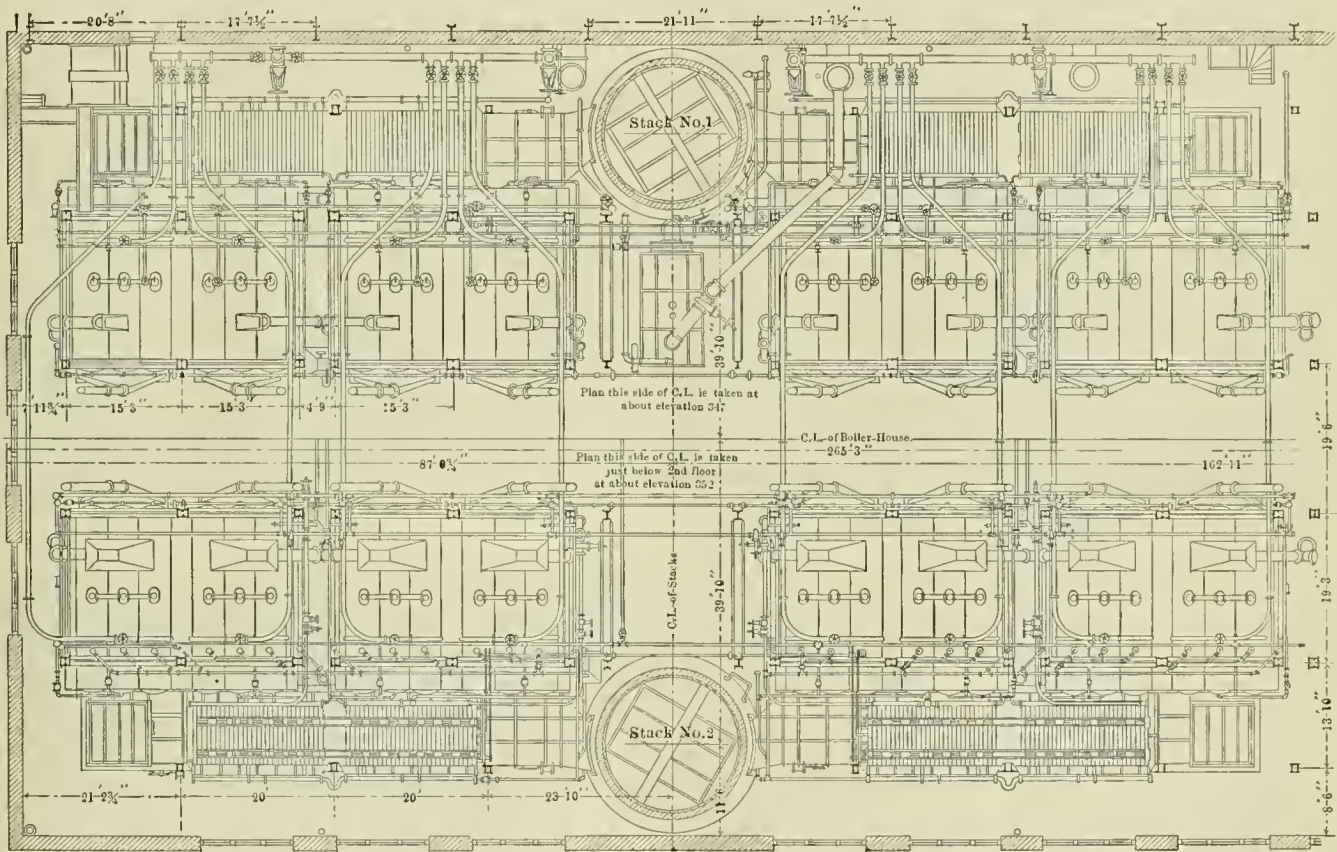 20'-8"
17'-7½"
21'-11"
17'-7½"
Stack No.1
39'-10"
Plan this side of C.L. is taken at
about elevation 347
7'-11¾"
15'-3"
15'-3"
4'-9"
15'-3"
19'-6"
C.L. of Boiler-House
265'-3"
87'-0¾"
162'-11"
Plan this side of C.L. is taken
just below 2nd floor
at about elevation 352
C.L.-of-Stacks
39'-10"
19'-3
Stack No.2
13'-10"
21'-2¾"
20'
20'
23'-10"
11'-6"
8'-6"